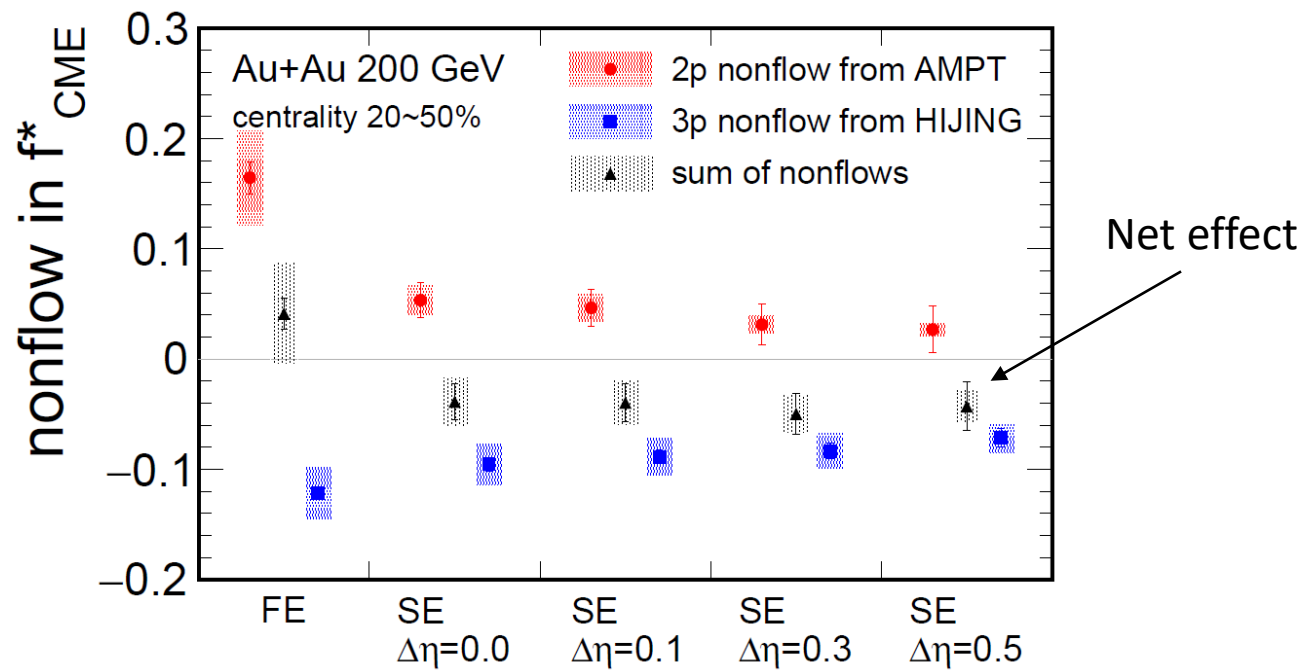 nonflow in f*CME
0.3
0.2
0.1
0
−0.1
−0.2
Au+Au 200 GeV
centrality 20~50%
2p nonflow from AMPT
3p nonflow from HIJING
sum of nonflows
Net effect
FE
SE
Δη=0.0
SE
Δη=0.1
SE
Δη=0.3
SE
Δη=0.5